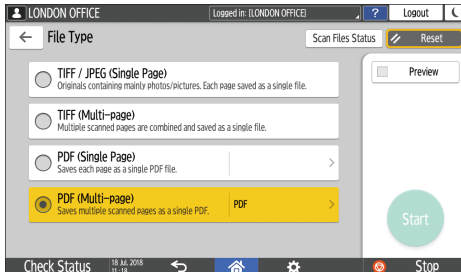 LONDON OFFICE
Logged in: [LONDON OFFICE]
? Logout
← File Type
Scan Files Status
Reset
TIFF / JPEG (Single Page)
Originals containing mainly photos/pictures. Each page saved as a single file.
Preview
TIFF (Multi-page)
Multiple scanned pages are combined and saved as a single file.
PDF (Single Page)
Saves each page as a single PDF file.
PDF (Multi-page)
Saves multiple scanned pages as a single PDF.
PDF
Start
Check Status
18 Jul, 2018
11:18
Stop